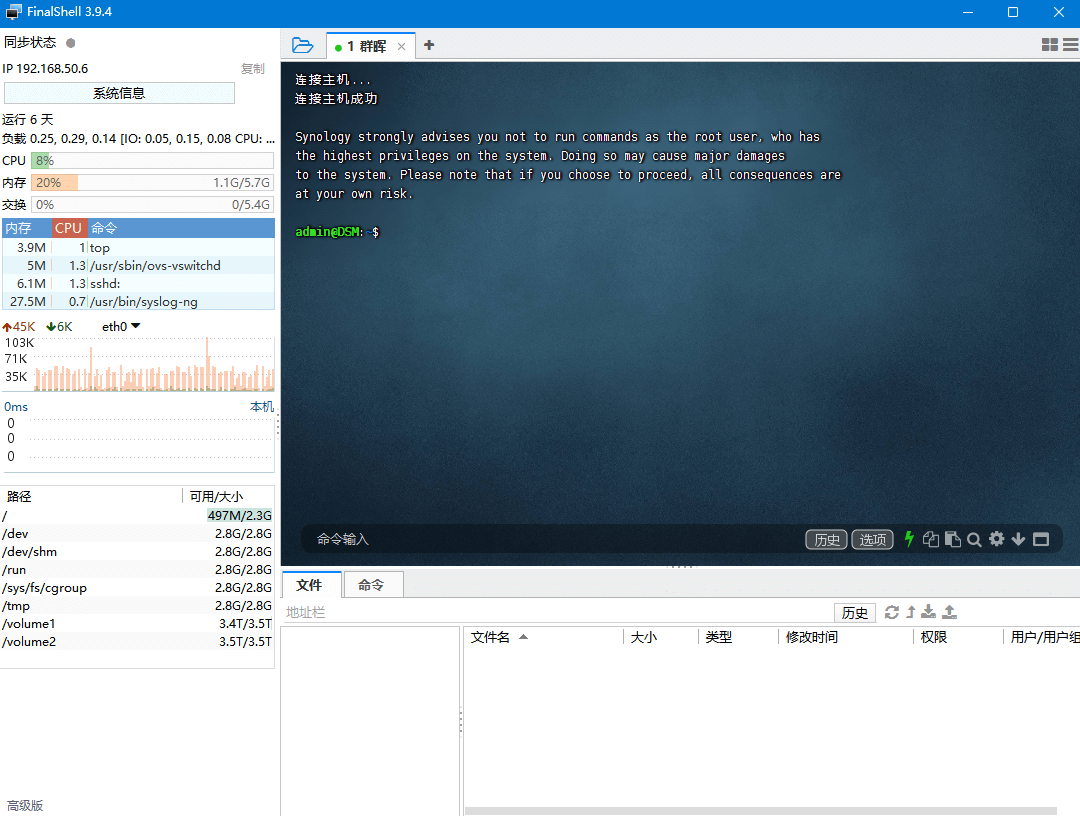 FinalShell 3.9.4
同步状态
IP 192.168.50.6 复制
系统信息
运行 6 天
负载 0.25, 0.29, 0.14 [IO: 0.05, 0.15, 0.08 CPU: ...
CPU 8%
内存 20% 1.1G/5.7G
交换 0% 0/5.4G
内存 CPU 命令
3.9M 1 top
5M 1.3 /usr/sbin/ovs-vswitchd
6.1M 1.3 sshd:
27.5M 0.7 /usr/bin/syslog-ng
45K 6K eth0
103K
71K
35K
0ms 本机
0
0
0
路径 可用/大小
/ 497M/2.3G
/dev 2.8G/2.8G
/dev/shm 2.8G/2.8G
/run 2.8G/2.8G
/sys/fs/cgroup 2.8G/2.8G
/tmp 2.8G/2.8G
/volume1 3.4T/3.5T
/volume2 3.5T/3.5T
高级版
1 群晖
连接主机...
连接主机成功
Synology strongly advises you not to run commands as the root user, who has
the highest privileges on the system. Doing so may cause major damages
to the system. Please note that if you choose to proceed, all consequences are
at your own risk.
admin@DSM:~$
命令输入 历史 选项
文件 命令
地址栏 历史
文件名 大小 类型 修改时间 权限 用户/用户组